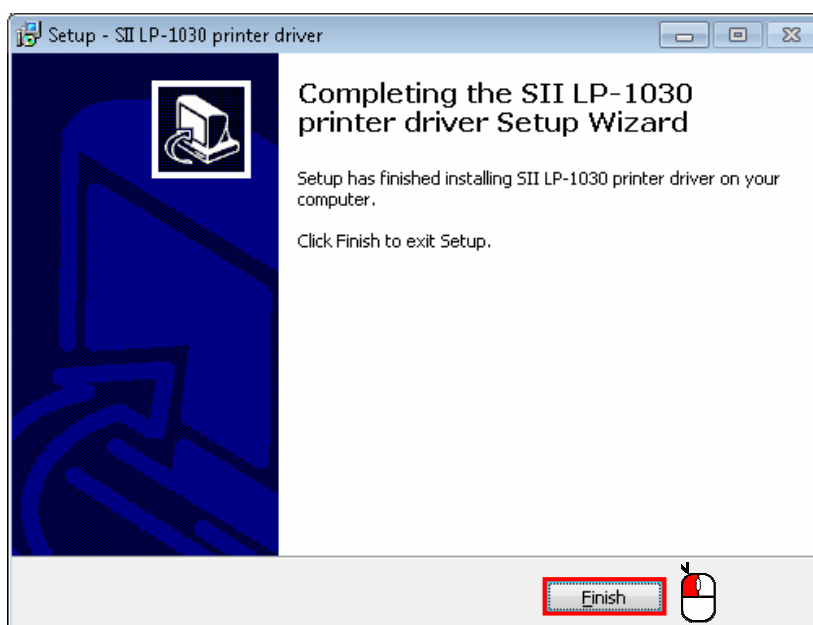 Setup - SII LP-1030 printer driver
Completing the SII LP-1030
printer driver Setup Wizard
Setup has finished installing SII LP-1030 printer driver on your
computer.
Click Finish to exit Setup.
Finish